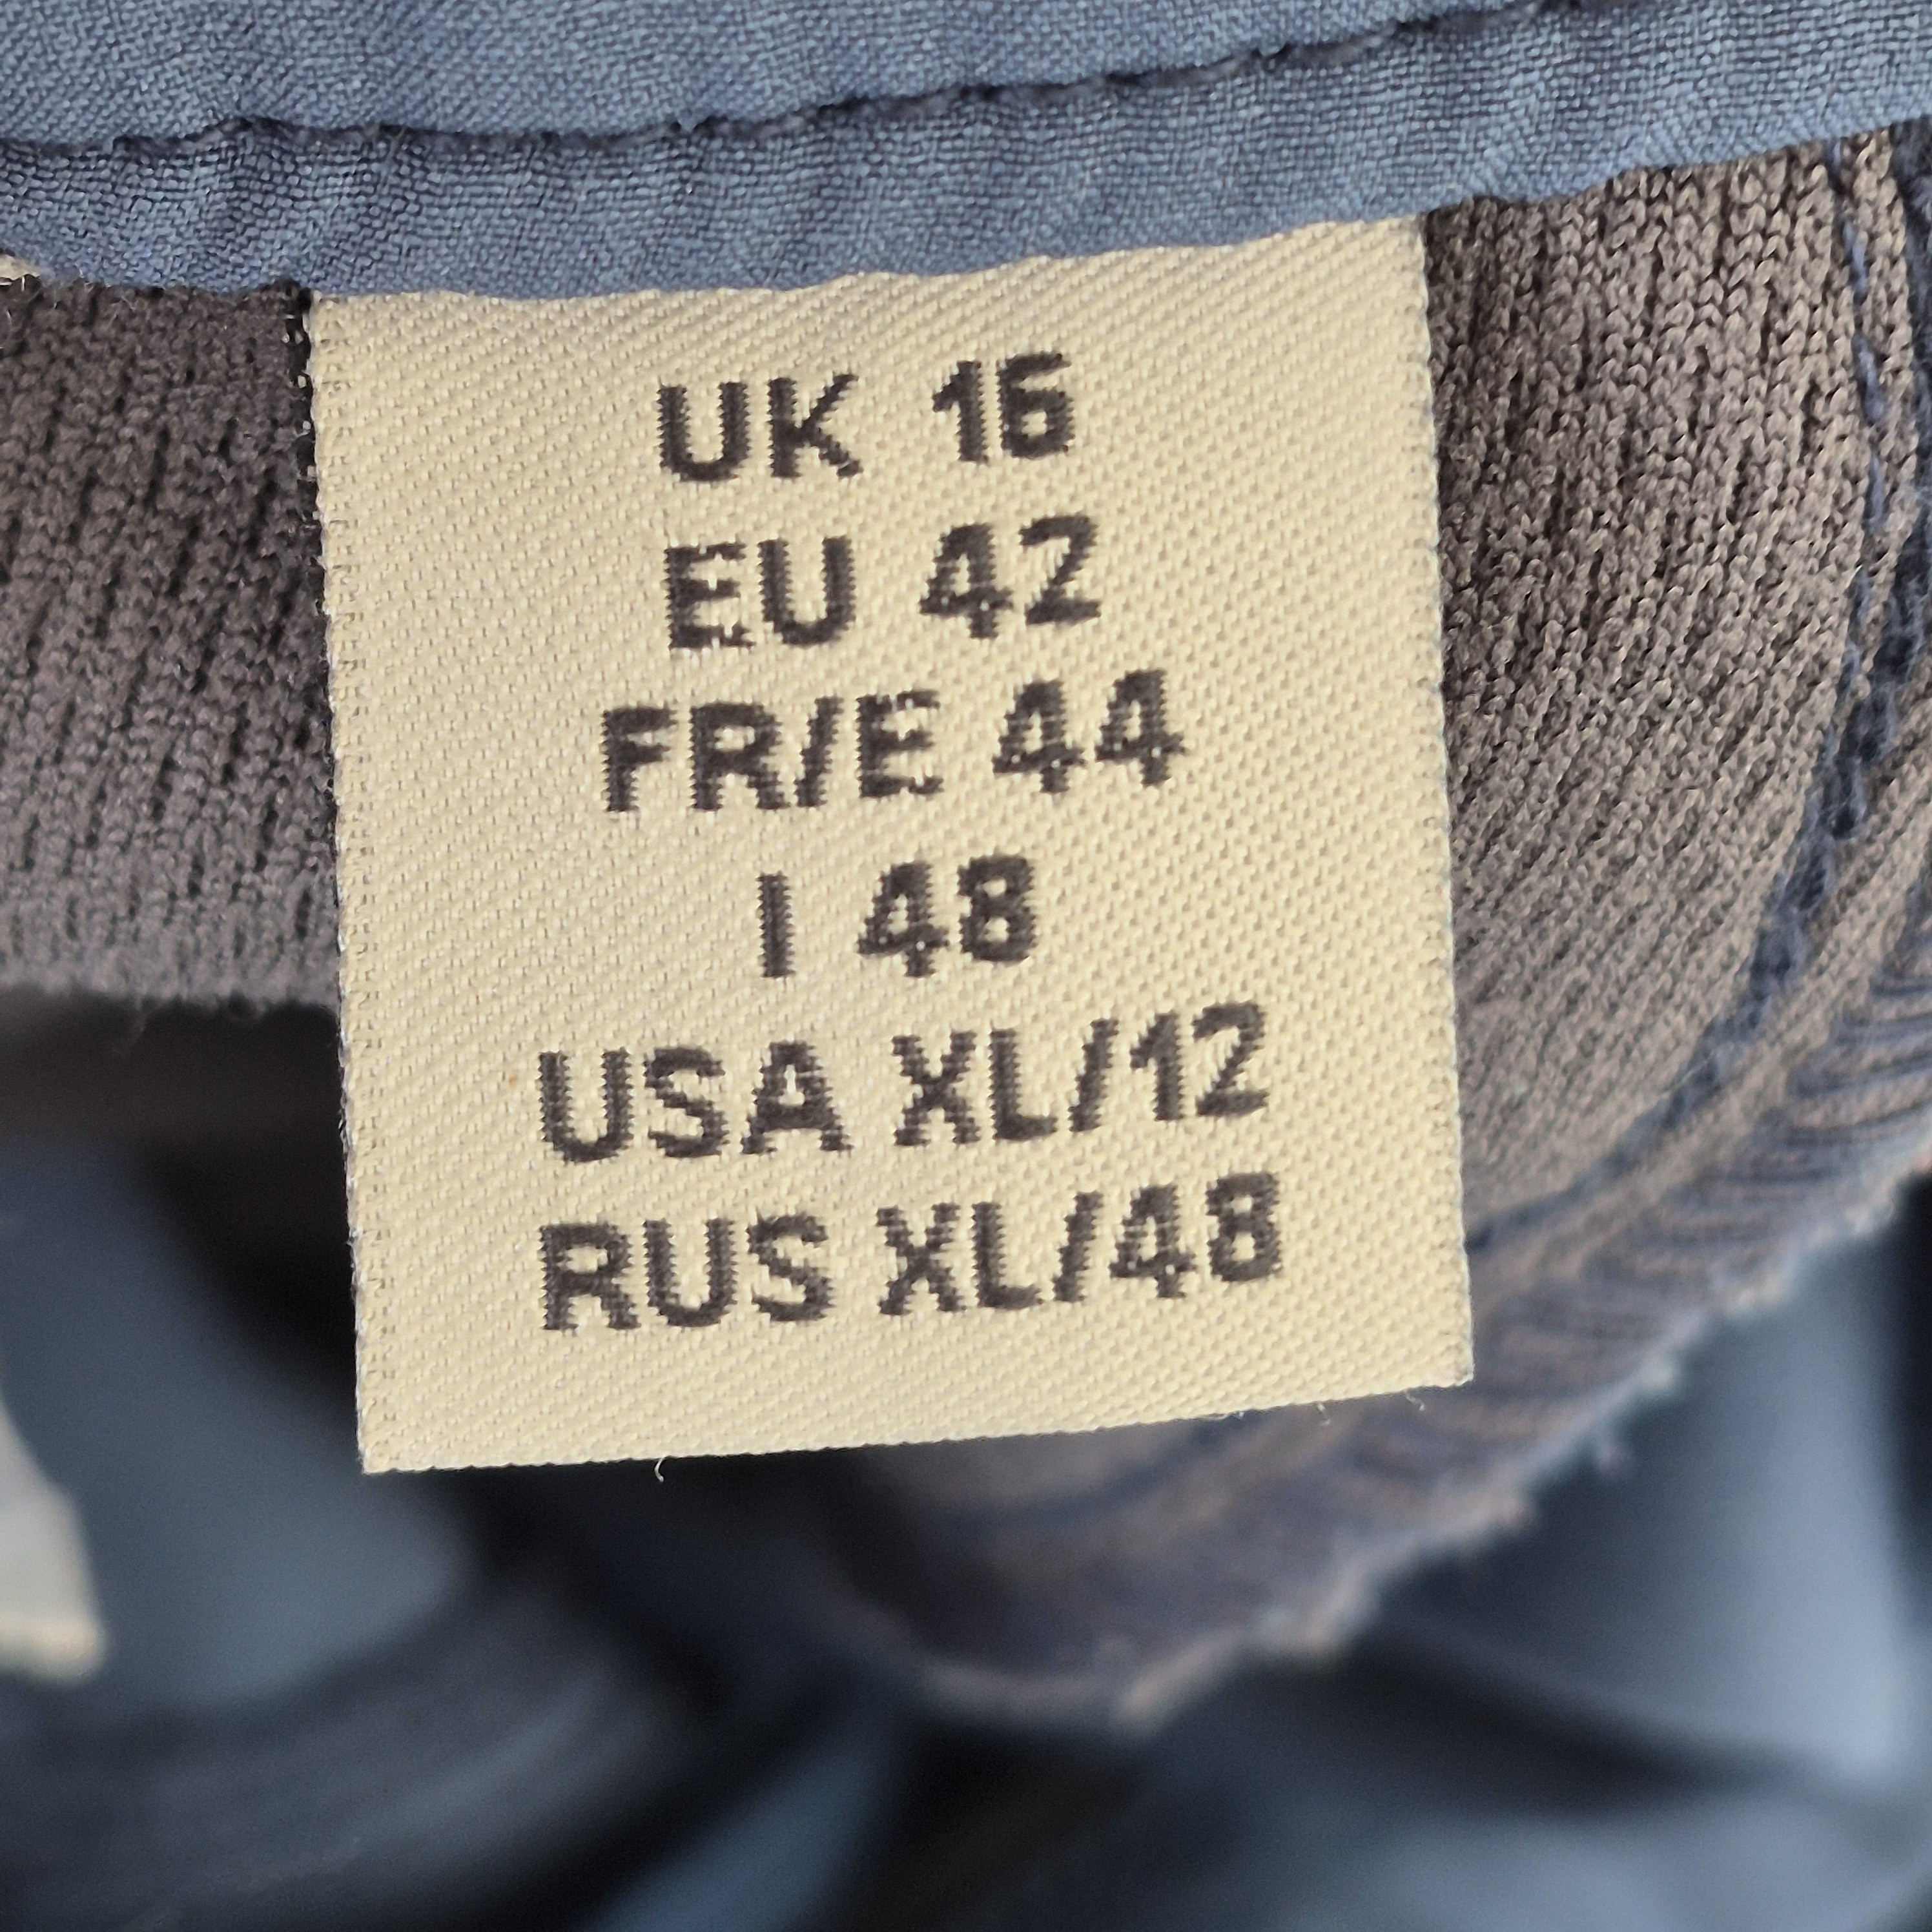 UK 16
EU 42
FR/E 44
I 48
USA XL/12
RUS XL/48